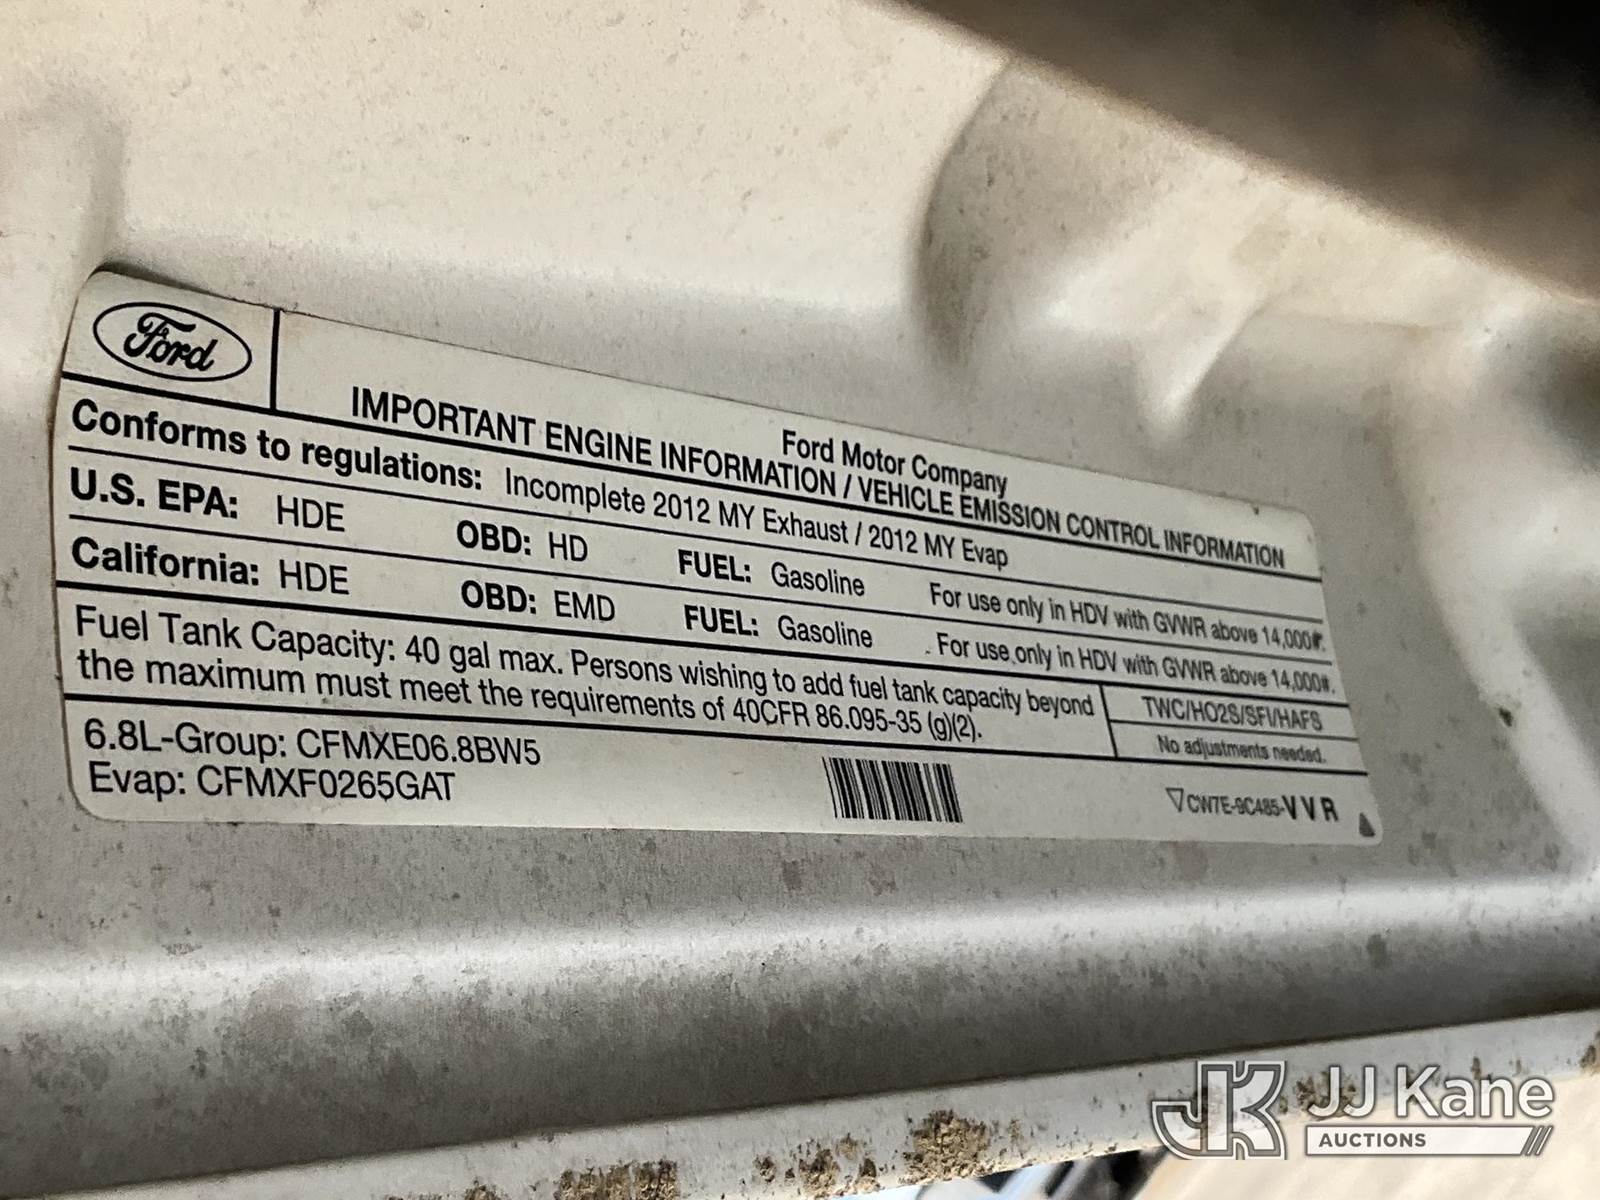 Ford
Ford Motor Company
IMPORTANT ENGINE INFORMATION / VEHICLE EMISSION CONTROL INFORMATION
Conforms to regulations: Incomplete 2012 MY Exhaust / 2012 MY Evap
U.S. EPA: HDE OBD: HD FUEL: Gasoline For use only in HDV with GVWR above 14,000#.
California: HDE OBD: EMD FUEL: Gasoline For use only in HDV with GVWR above 14,000#.
Fuel Tank Capacity: 40 gal max. Persons wishing to add fuel tank capacity beyond
the maximum must meet the requirements of 40CFR 86.095-35 (g)(2).
TWC/HO2S/SFI/HAFS
No adjustments needed.
6.8L-Group: CFMXE06.8BW5
Evap: CFMXF0265GAT
CW7E-9C485-VVR
JJ Kane
AUCTIONS